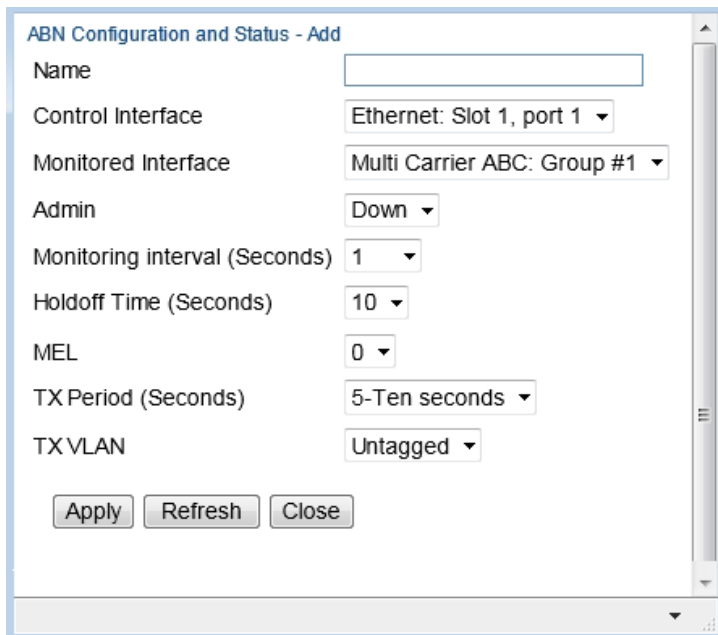 ABN Configuration and Status - Add
Name
Control Interface Ethernet: Slot 1, port 1
Monitored Interface Multi Carrier ABC: Group #1
Admin Down
Monitoring interval (Seconds) 1
Holdoff Time (Seconds) 10
MEL 0
TX Period (Seconds) 5-Ten seconds
TX VLAN Untagged
Apply Refresh Close